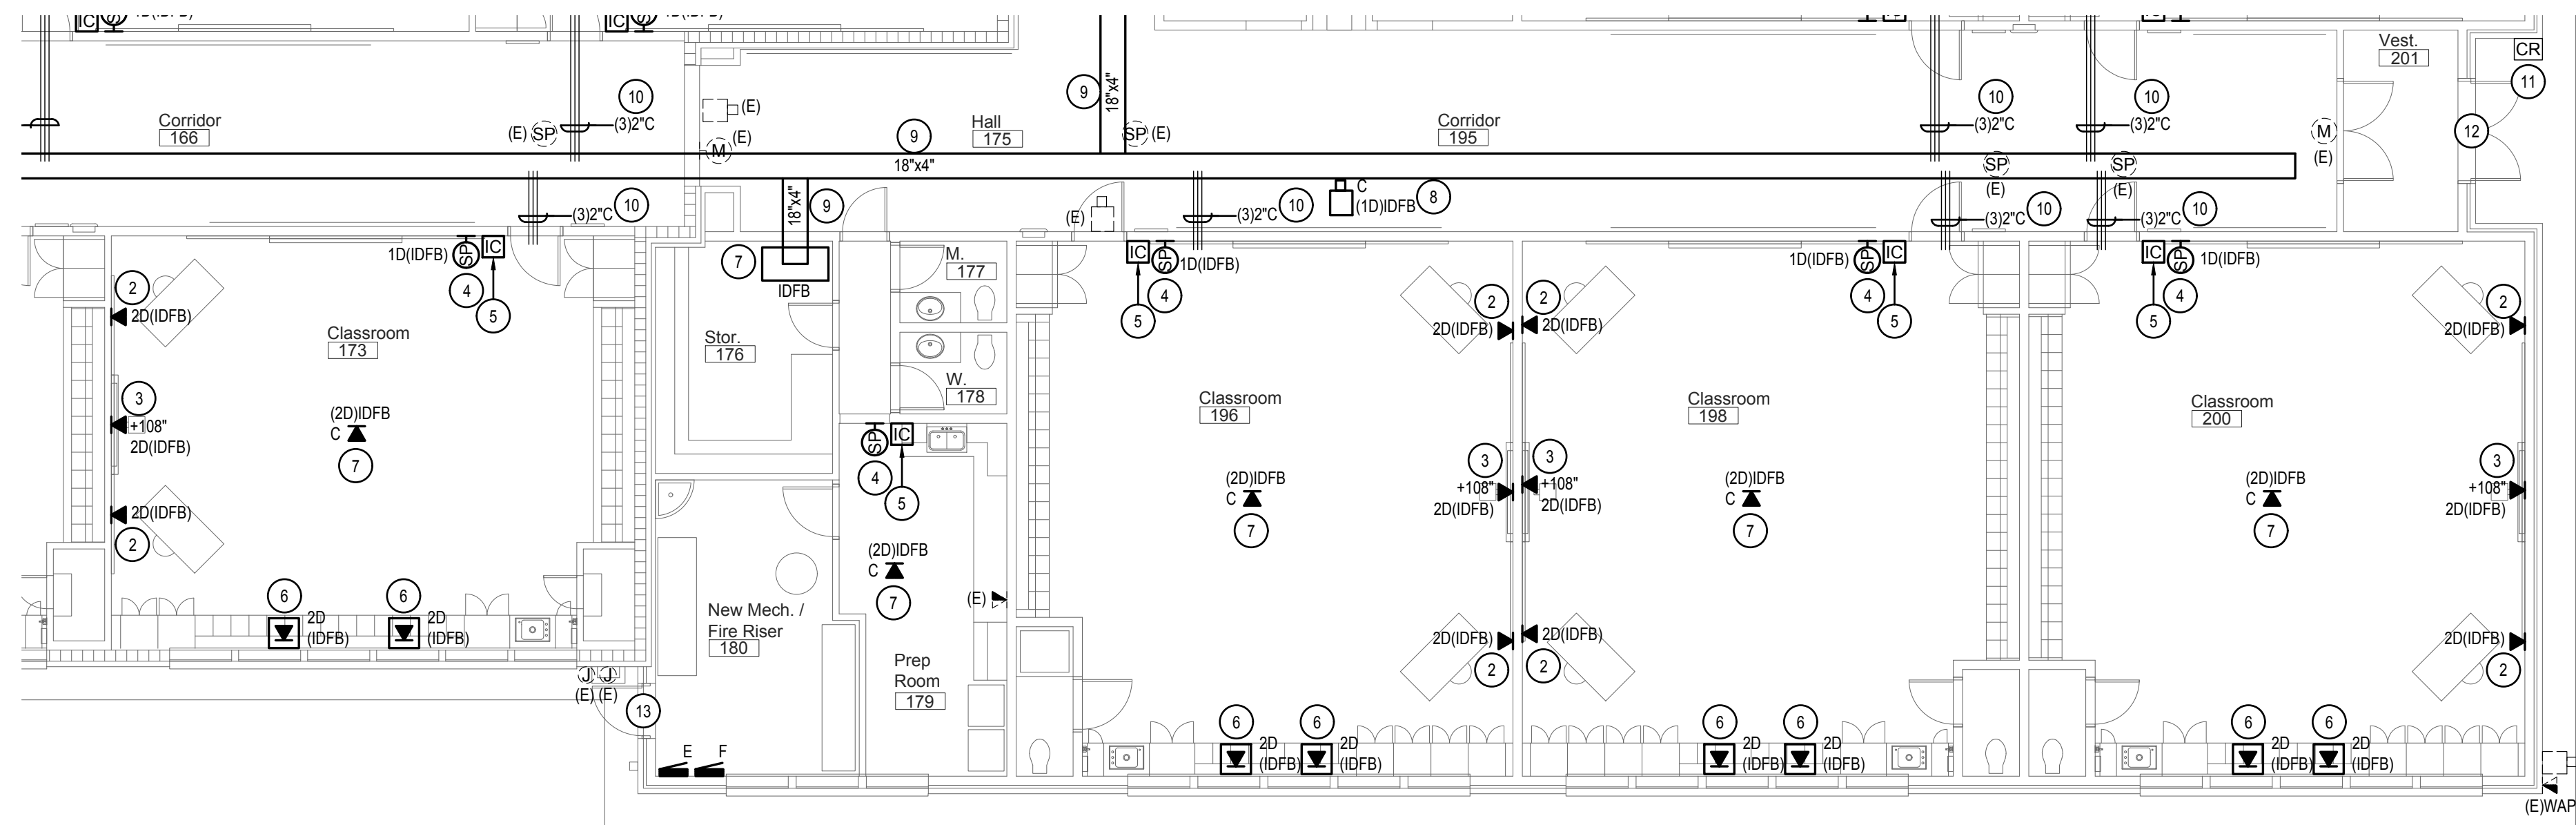 IC
IC
Vest.
201
CR
11
Corridor
166
10
(3)2"C
(E)
SP
(E)
(E)
M
9
18"x4"
Hall
175
9
18"x4"
SP
(E)
Corridor
195
10
(3)2"C
10
(3)2"C
M
(E)
12
SP
(E)
SP
(E)
10
(3)2"C
18"x4"
9
(E)
10
(3)2"C
C
(1D)IDFB
8
10
(3)2"C
10
(3)2"C
2
2D(IDFB)
1D(IDFB)
SP
IC
4
5
Classroom
173
3
+108"
2D(IDFB)
(2D)IDFB
C
7
2D(IDFB)
2
6
2D
(IDFB)
6
2D
(IDFB)
7
IDFB
Stor.
176
M.
177
W.
178
SP
IC
4
5
(2D)IDFB
C
7
(E)
New Mech. /
Fire Riser
180
Prep
Room
179
J
J
(E)
(E)
13
E
F
IC
SP
1D(IDFB)
5
4
2
2D(IDFB)
Classroom
196
3
+108"
2D(IDFB)
(2D)IDFB
C
7
2D(IDFB)
2
6
2D
(IDFB)
6
2D
(IDFB)
2
2D(IDFB)
1D(IDFB)
SP
IC
4
5
Classroom
198
3
+108"
2D(IDFB)
(2D)IDFB
C
7
2D(IDFB)
2
6
2D
(IDFB)
6
2D
(IDFB)
IC
SP
1D(IDFB)
5
4
2
2D(IDFB)
Classroom
200
3
+108"
2D(IDFB)
(2D)IDFB
C
7
2D(IDFB)
2
6
2D
(IDFB)
6
2D
(IDFB)
(E)WAP